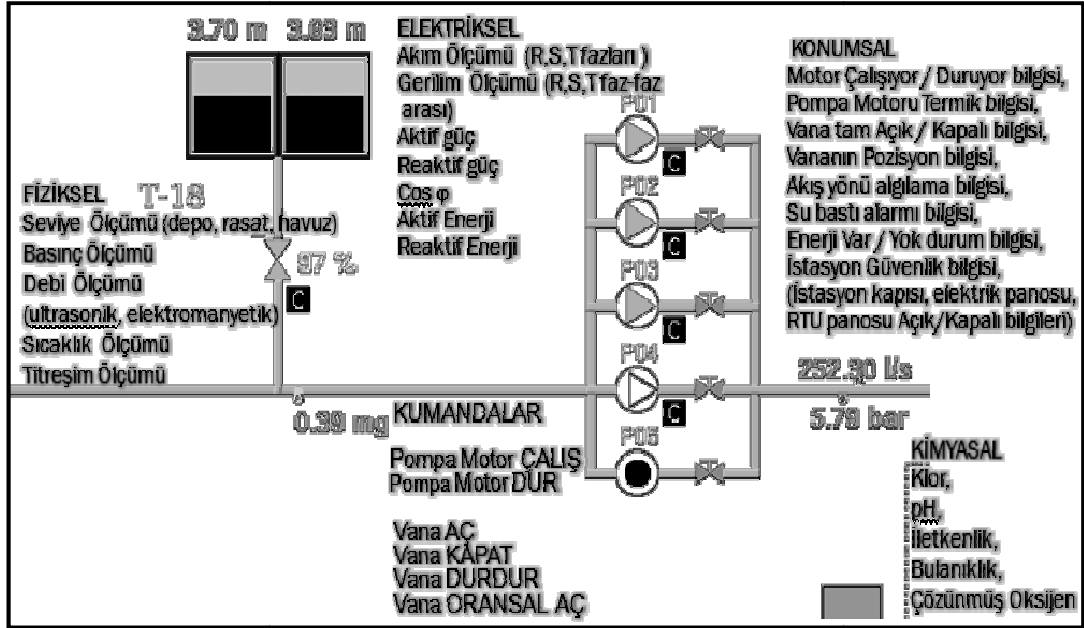 3.70 m 3.83 m
T-18
97 %
C
FİZİKSEL
Seviye Ölçümü (depo, rasat, havuz)
Basınç Ölçümü
Debi Ölçümü
(ultrasonik, elektromanyetik)
Sıcaklık Ölçümü
Titreşim Ölçümü
0.39 mg
ELEKTRİKSEL
Akım Ölçümü (R,S,Tfazları )
Gerilim Ölçümü (R,S,Tfaz-faz
arası)
Aktif güç
Reaktif güç
Cos φ
Aktif Enerji
Reaktif Enerji
KUMANDALAR
Pompa Motor ÇALIŞ
Pompa Motor DUR
Vana AÇ
Vana KAPAT
Vana DURDUR
Vana ORANSAL AÇ
P01
C
P02
C
P03
C
P04
C
P05
KONUMSAL
Motor Çalışıyor / Duruyor bilgisi,
Pompa Motoru Termik bilgisi,
Vana tam Açık / Kapalı bilgisi,
Vananın Pozisyon bilgisi,
Akış yönü algılama bilgisi,
Su bastı alarmı bilgisi,
Enerji Var / Yok durum bilgisi,
İstasyon Güvenlik bilgisi,
(İstasyon kapısı, elektrik panosu,
RTU panosu Açık/Kapalı bilgileri)
252.30 l/s
5.79 bar
KİMYASAL
Klor,
pH,
İletkenlik,
Bulanıklık,
Çözünmüş Oksijen